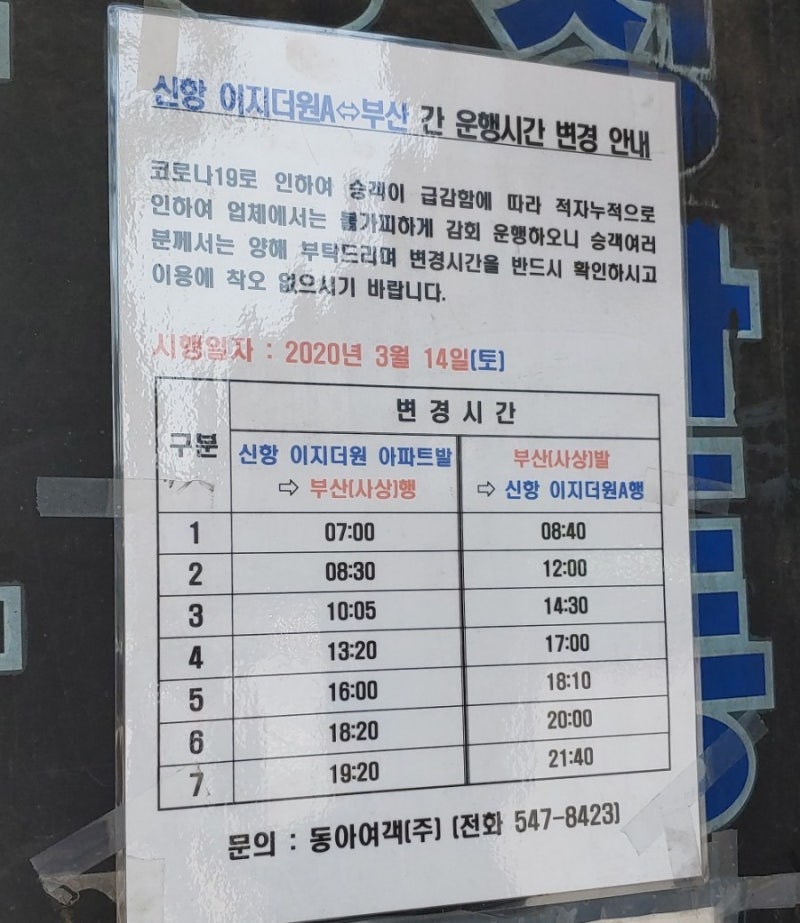 신항 이지더원A⇔부산 간 운행시간 변경 안내
코로나19로 인하여 승객이 급감함에 따라 적자누적으로
인하여 업체에서는 불가피하게 감회 운행하오니 승객여러
분께서는 양해 부탁드리며 변경시간을 반드시 확인하시고
이용에 착오 없으시기 바랍니다.
시행일자 : 2020년 3월 14일(토)
구분 변 경 시 간
신항 이지더원 아파트발 부산(사상)발
⇨ 부산(사상)행 ⇨ 신항 이지더원A행
1 07:00 08:40
2 08:30 12:00
3 10:05 14:30
4 13:20 17:00
5 16:00 18:10
6 18:20 20:00
7 19:20 21:40
문의 : 동아여객(주) (전화 547-8423)